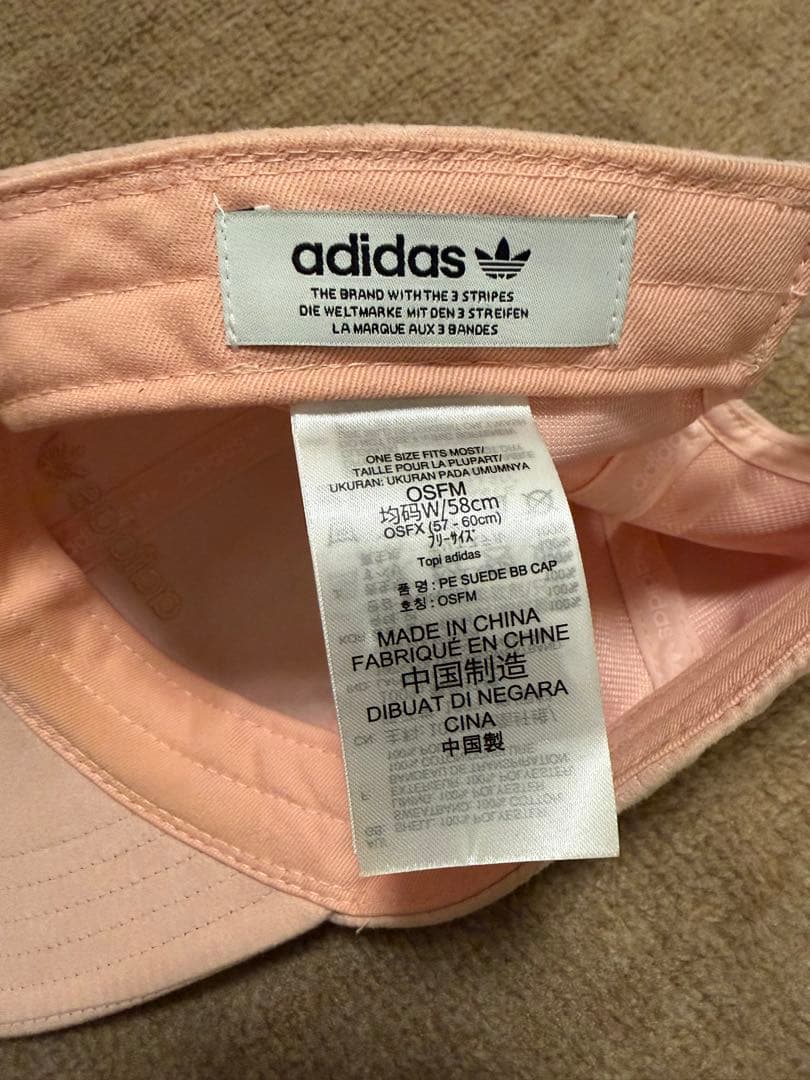 adidas
THE BRAND WITH THE 3 STRIPES
DIE WELTMARKE MIT DEN 3 STREIFEN
LA MARQUE AUX 3 BANDES
ONE SIZE FITS MOST/
TAILLE POUR LA PLUPART/
UKURAN: UKURAN PADA UMUMNYA
OSFM
均码W/58cm
OSFX (57 - 60cm)
フリーサイズ
Topi adidas
품 명 : PE SUEDE BB CAP
호칭 : OSFM
MADE IN CHINA
FABRIQUÉ EN CHINE
中国制造
DIBUAT DI NEGARA
CINA
中国製
adidas